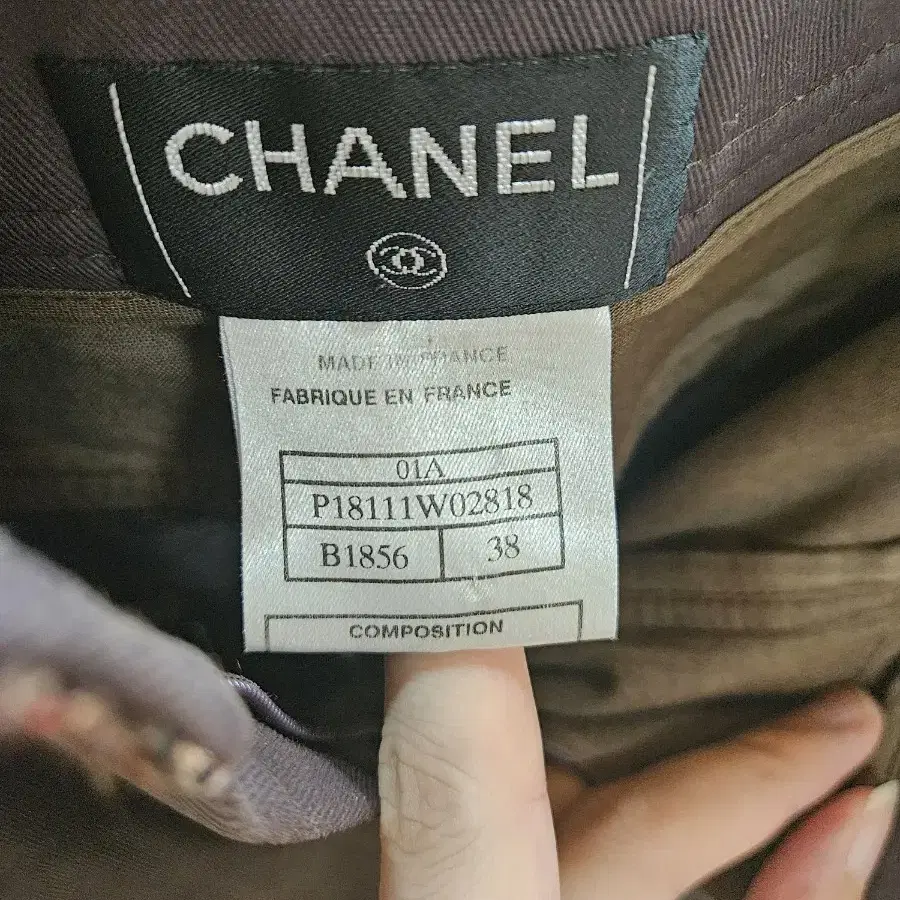 CHANEL
MADE IN FRANCE
FABRIQUE EN FRANCE
01A
P18111W02818
B1856 38
COMPOSITION